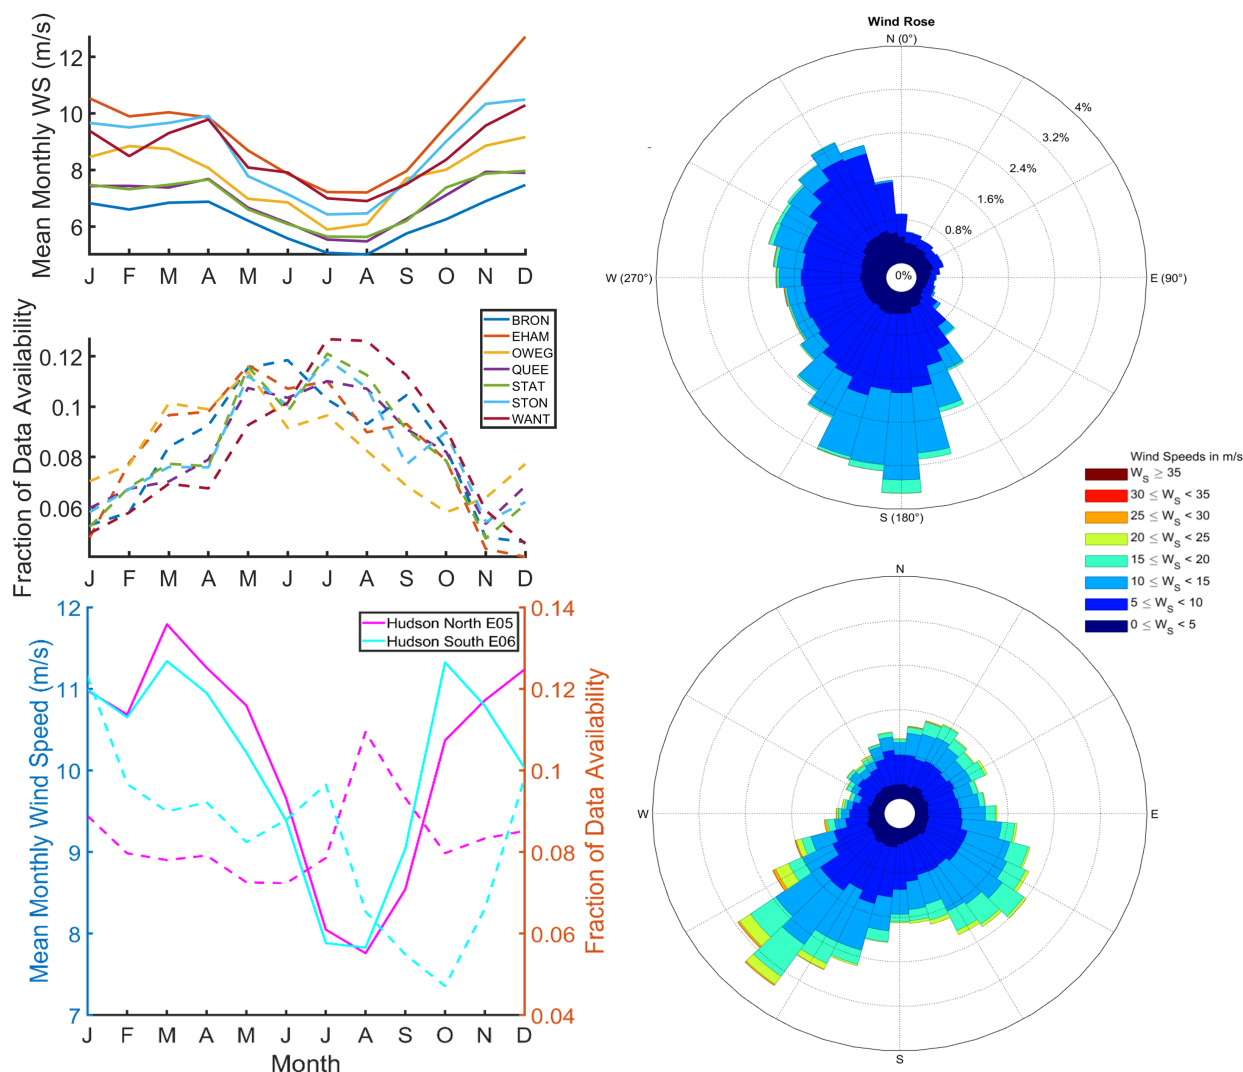 Mean Monthly WS (m/s)
12
10
8
6
J F M A M J J A S O N D
Fraction of Data Availability
0.12
0.1
0.08
0.06
J F M A M J J A S O N D
BRON
EHAM
OWEG
QUEE
STAT
STON
WANT
Mean Monthly Wind Speed (m/s)
12
11
10
9
8
7
Hudson North E05
Hudson South E06
0.14
0.12
0.1
0.08
0.06
0.04
Fraction of Data Availability
J F M A M J J A S O N D
Month
Wind Rose
N (0°)
4%
3.2%
2.4%
1.6%
0.8%
0%
W (270°)
E (90°)
S (180°)
Wind Speeds in m/s
W_S ≥ 35
30 ≤ W_S < 35
25 ≤ W_S < 30
20 ≤ W_S < 25
15 ≤ W_S < 20
10 ≤ W_S < 15
5 ≤ W_S < 10
0 ≤ W_S < 5
N
W
E
S